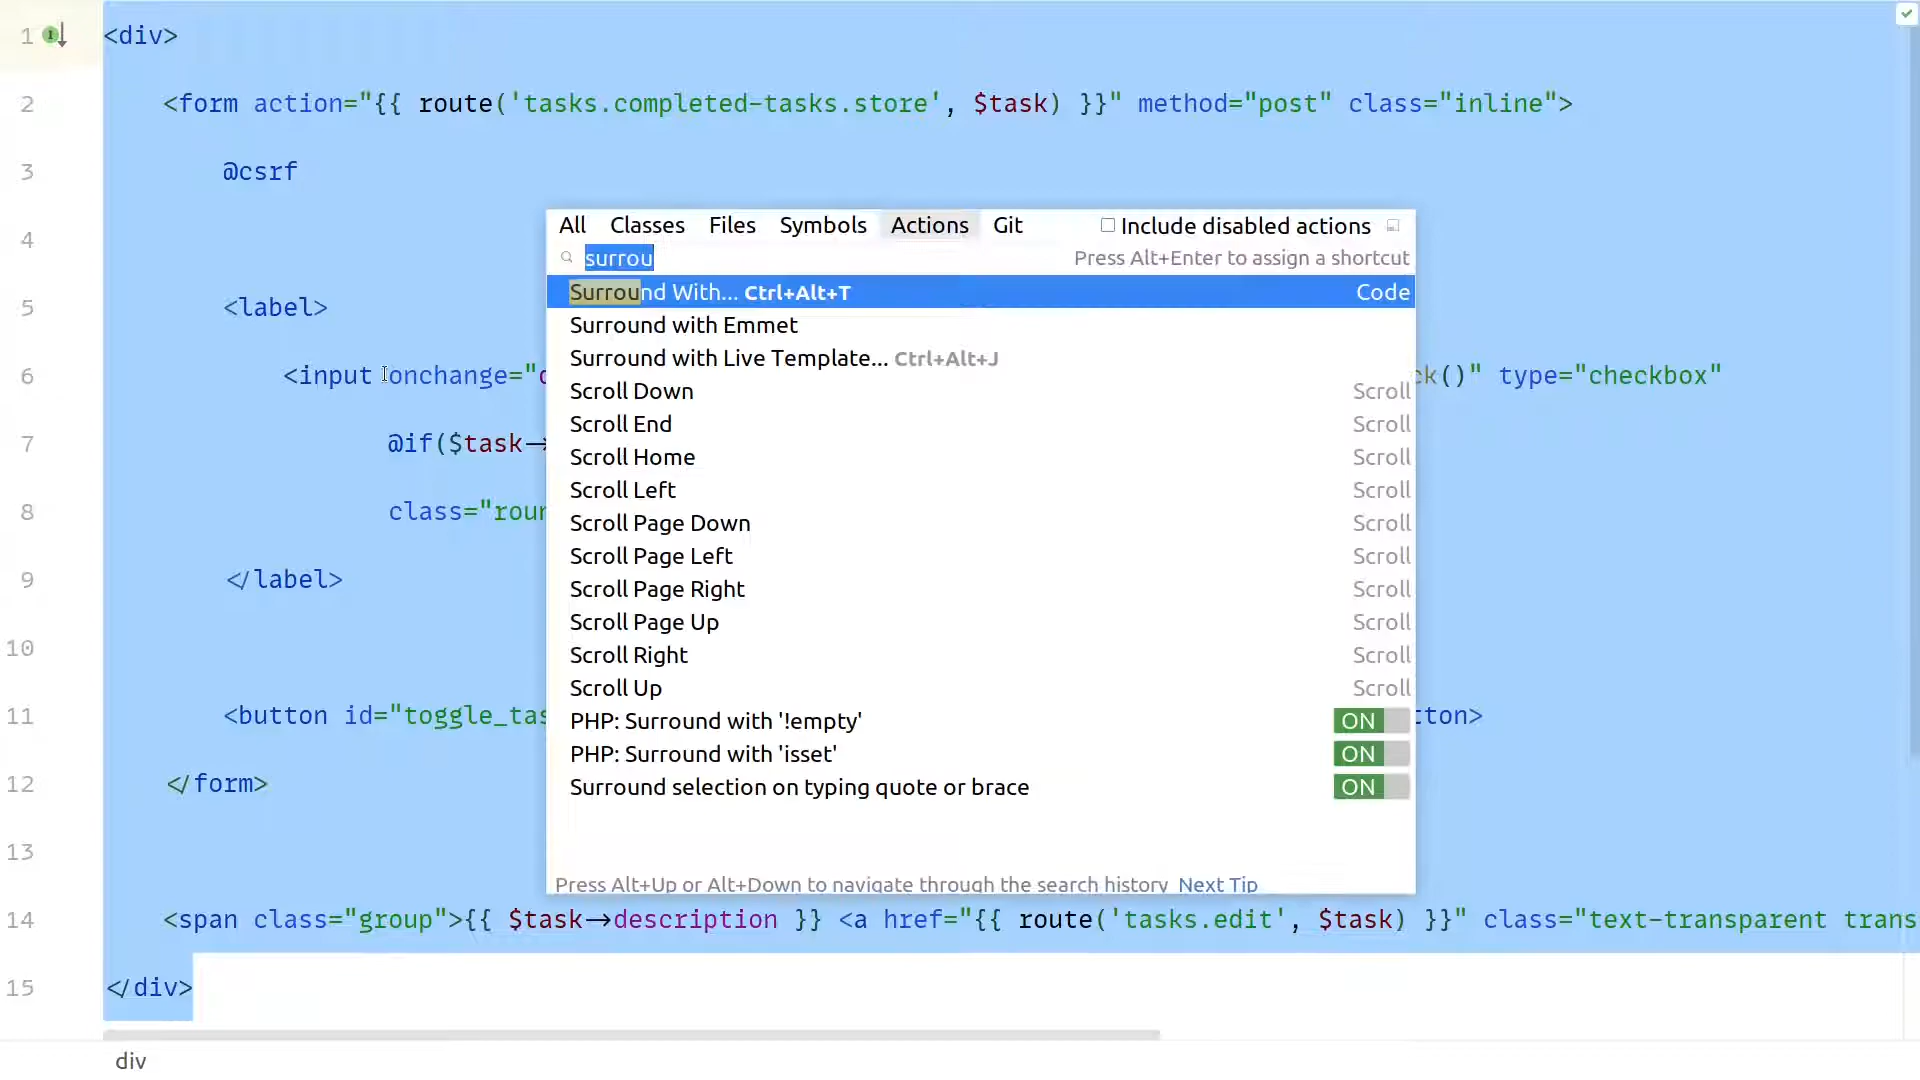 1 <div>
2 <form action="{{ route('tasks.completed-tasks.store', $task) }}" method="post" class="inline">
3 @csrf
4
5 <label>
6 <input onchange=" ck()" type="checkbox"
7 @if($task->
8 class="roun
9 </label>
10
11 <button id="toggle_tas tton>
12 </form>
13
14 <span class="group">{{ $task->description }} <a href="{{ route('tasks.edit', $task) }}" class="text-transparent trans
15 </div>
All Classes Files Symbols Actions Git Include disabled actions
surrou Press Alt+Enter to assign a shortcut
Surround With... Ctrl+Alt+T Code
Surround with Emmet
Surround with Live Template... Ctrl+Alt+J
Scroll Down Scroll
Scroll End Scroll
Scroll Home Scroll
Scroll Left Scroll
Scroll Page Down Scroll
Scroll Page Left Scroll
Scroll Page Right Scroll
Scroll Page Up Scroll
Scroll Right Scroll
Scroll Up Scroll
PHP: Surround with '!empty' ON
PHP: Surround with 'isset' ON
Surround selection on typing quote or brace ON
Press Alt+Up or Alt+Down to navigate through the search history Next Tip
div